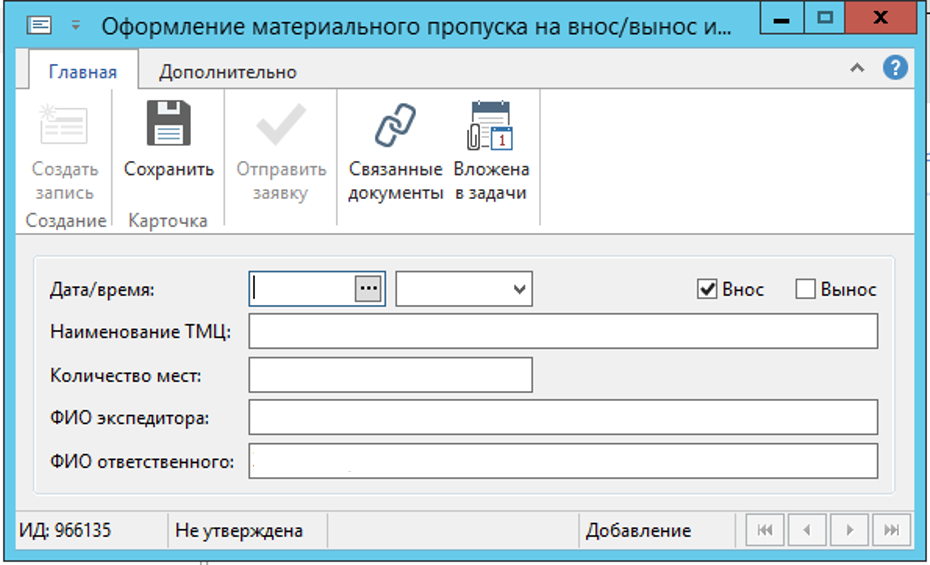 Оформление материального пропуска на внос/вынос и...
Главная Дополнительно
Создать запись
Сохранить
Отправить заявку
Связанные документы
Вложена в задачи
1
Создание Карточка
Дата/время: ... Внос Вынос
Наименование ТМЦ:
Количество мест:
ФИО экспедитора:
ФИО ответственного:
ИД: 966135 Не утверждена Добавление